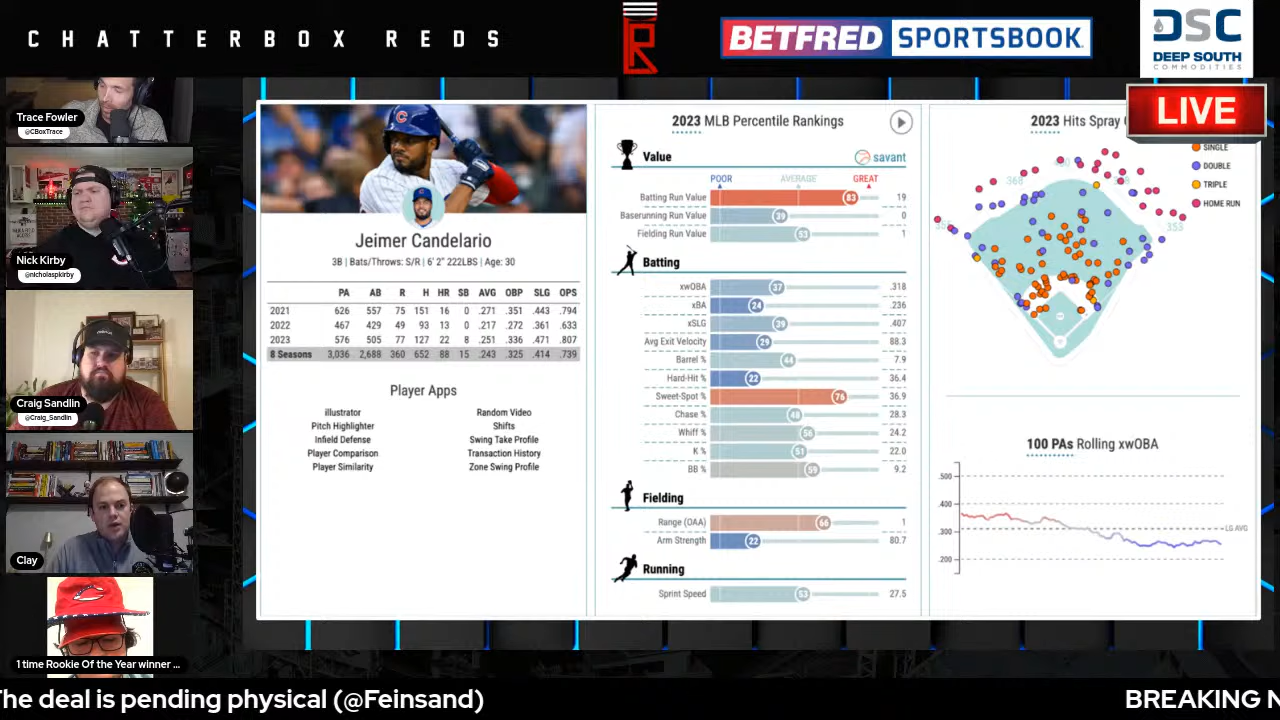 CHATTERBOX REDS
BETFRED SPORTSBOOK
DSC
DEEP SOUTH
COMMODITIES
LIVE
Trace Fowler
@CBoxTrace
Nick Kirby
@nicholaspkirby
Craig Sandlin
@Craig_Sandlin
Clay
1 time Rookie Of the Year winner ...
Jeimer Candelario
3B | Bats/Throws: S/R | 6' 2" 222LBS | Age: 30
PA AB R H HR SB AVG OBP SLG OPS
2021 626 557 75 151 16 0 .271 .351 .443 .794
2022 467 429 49 93 13 0 .217 .272 .361 .633
2023 576 505 77 127 22 8 .251 .336 .471 .807
8 Seasons 3,036 2,688 360 652 88 15 .243 .325 .414 .739
Player Apps
illustrator Random Video
Pitch Highlighter Shifts
Infield Defense Swing Take Profile
Player Comparison Transaction History
Player Similarity Zone Swing Profile
2023 MLB Percentile Rankings
Value
savant
POOR AVERAGE GREAT
Batting Run Value 83 19
Baserunning Run Value 39 0
Fielding Run Value 53 1
Batting
xwOBA 37 .318
xBA 24 .236
xSLG 39 .407
Avg Exit Velocity 29 88.3
Barrel % 44 7.9
Hard-Hit % 22 36.4
Sweet-Spot % 76 36.9
Chase % 48 28.3
Whiff % 56 24.2
K % 51 22.0
BB % 59 9.2
Fielding
Range (OAA) 66 1
Arm Strength 22 80.7
Running
Sprint Speed 53 27.5
2023 Hits Spray
SINGLE
DOUBLE
TRIPLE
HOME RUN
368
353
100 PAs Rolling xwOBA
.500
.400
.300
.200
LG AVG
The deal is pending physical (@Feinsand)
BREAKING N